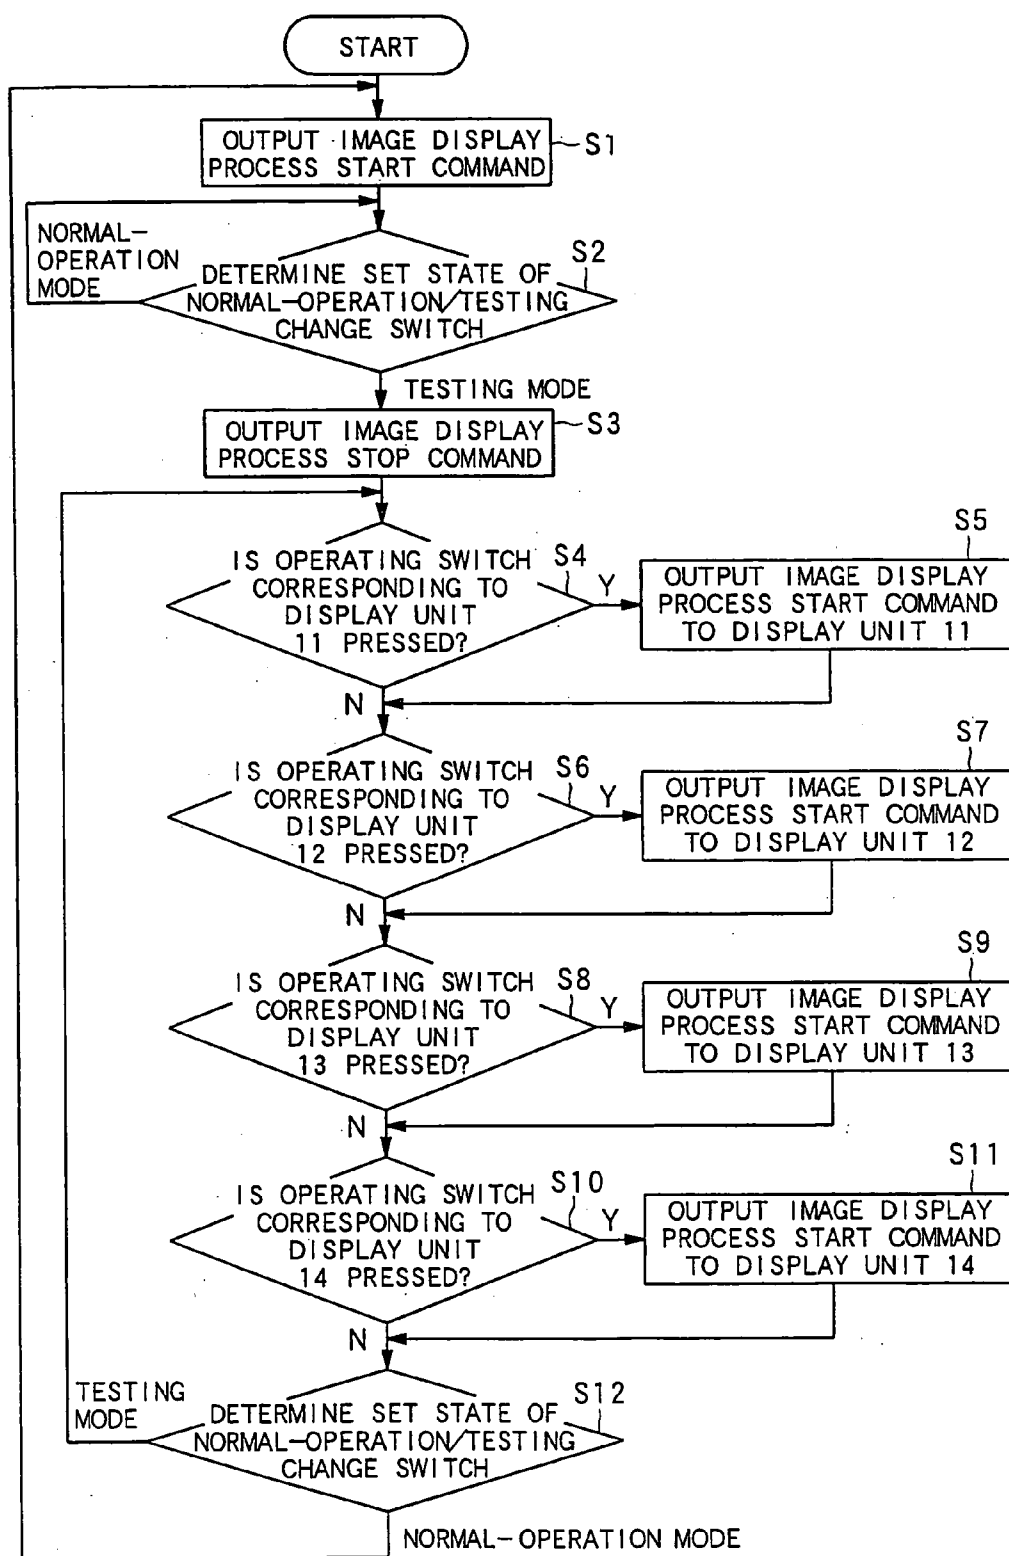 START
OUTPUT IMAGE DISPLAY
PROCESS START COMMAND
S1
NORMAL-
OPERATION
MODE
S2
DETERMINE SET STATE OF
NORMAL-OPERATION/TESTING
CHANGE SWITCH
TESTING MODE
OUTPUT IMAGE DISPLAY
PROCESS STOP COMMAND
S3
IS OPERATING SWITCH
CORRESPONDING TO
DISPLAY UNIT
11 PRESSED?
S4
Y
S5
OUTPUT IMAGE DISPLAY
PROCESS START COMMAND
TO DISPLAY UNIT 11
N
IS OPERATING SWITCH
CORRESPONDING TO
DISPLAY UNIT
12 PRESSED?
S6
Y
S7
OUTPUT IMAGE DISPLAY
PROCESS START COMMAND
TO DISPLAY UNIT 12
N
IS OPERATING SWITCH
CORRESPONDING TO
DISPLAY UNIT
13 PRESSED?
S8
Y
S9
OUTPUT IMAGE DISPLAY
PROCESS START COMMAND
TO DISPLAY UNIT 13
N
IS OPERATING SWITCH
CORRESPONDING TO
DISPLAY UNIT
14 PRESSED?
S10
Y
S11
OUTPUT IMAGE DISPLAY
PROCESS START COMMAND
TO DISPLAY UNIT 14
N
TESTING
MODE
S12
DETERMINE SET STATE OF
NORMAL-OPERATION/TESTING
CHANGE SWITCH
NORMAL-OPERATION MODE